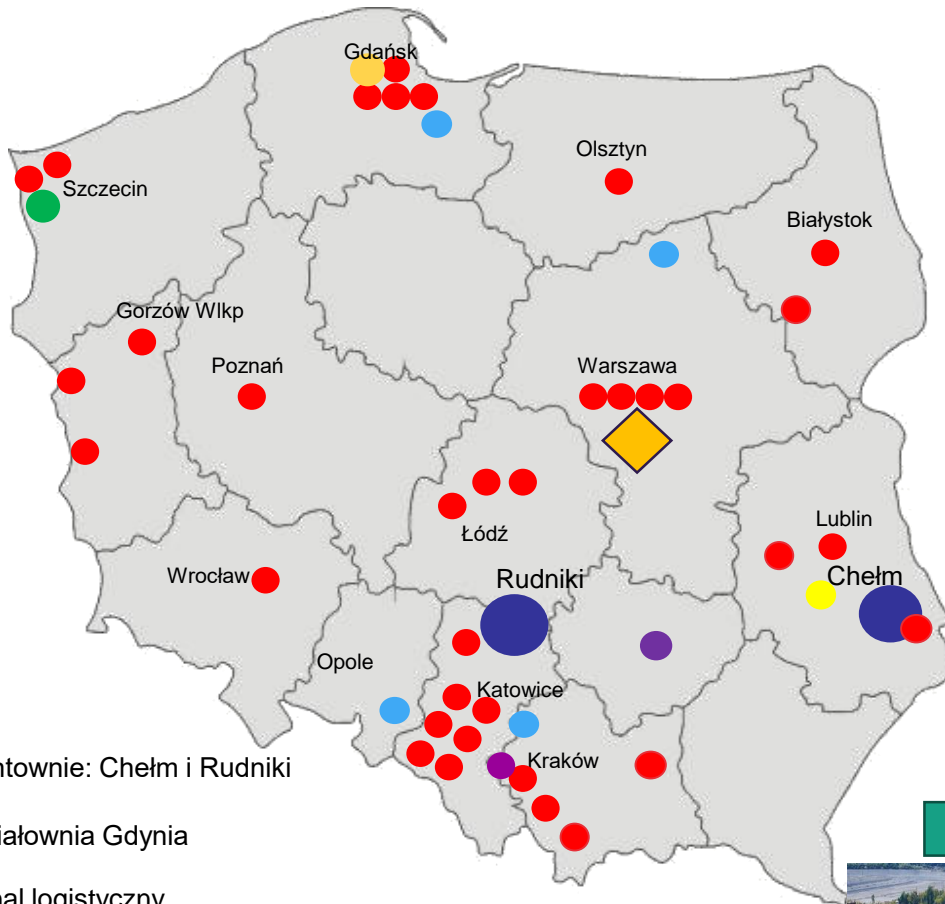 Gdańsk
Olsztyn
Szczecin
Białystok
Gorzów Wlkp
Poznań
Warszawa
Łódź
Lublin
Wrocław
Rudniki
Chełm
Opole
Katowice
Kraków
ntownie: Chełm i Rudniki
iałownia Gdynia
nal logistyczny